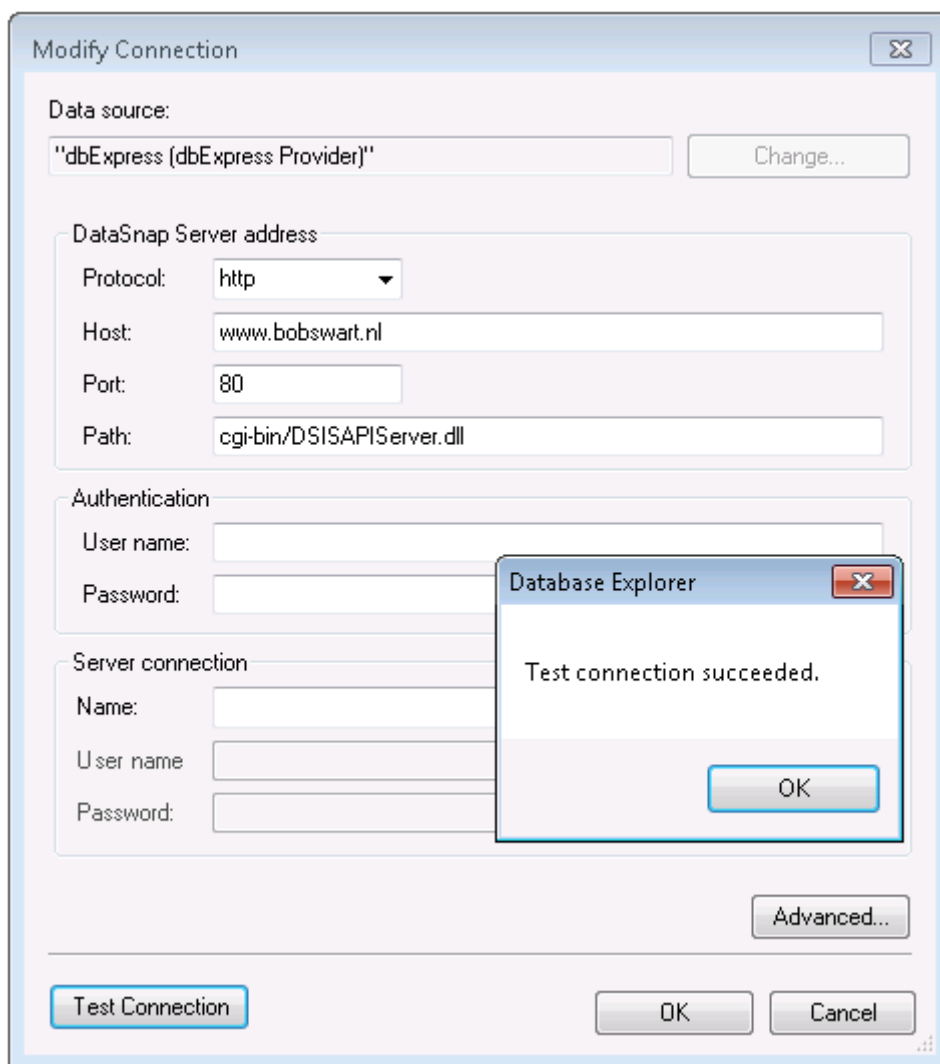 Modify Connection
Data source:
"dbExpress (dbExpress Provider)"
Change...
DataSnap Server address
Protocol:
http
Host:
www.bobswart.nl
Port:
80
Path:
cgi-bin/DSISAPIServer.dll
Authentication
User name:
Password:
Server connection
Name:
User name
Password:
Database Explorer
Test connection succeeded.
OK
Advanced...
Test Connection
OK
Cancel